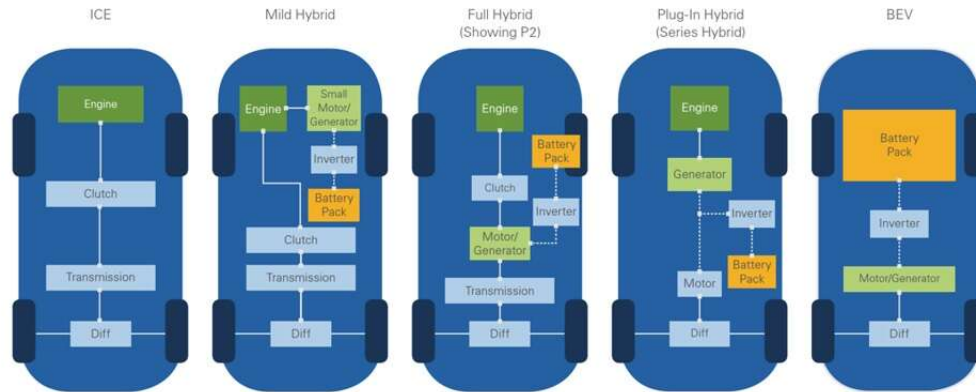 ICE
Engine
Clutch
Transmission
Diff
Mild Hybrid
Engine
Small
Motor/
Generator
Inverter
Battery
Pack
Clutch
Transmission
Diff
Full Hybrid
(Showing P2)
Engine
Battery
Pack
Clutch
Inverter
Motor/
Generator
Transmission
Diff
Plug-In Hybrid
(Series Hybrid)
Engine
Generator
Inverter
Battery
Pack
Motor
Diff
BEV
Battery
Pack
Inverter
Motor/Generator
Diff